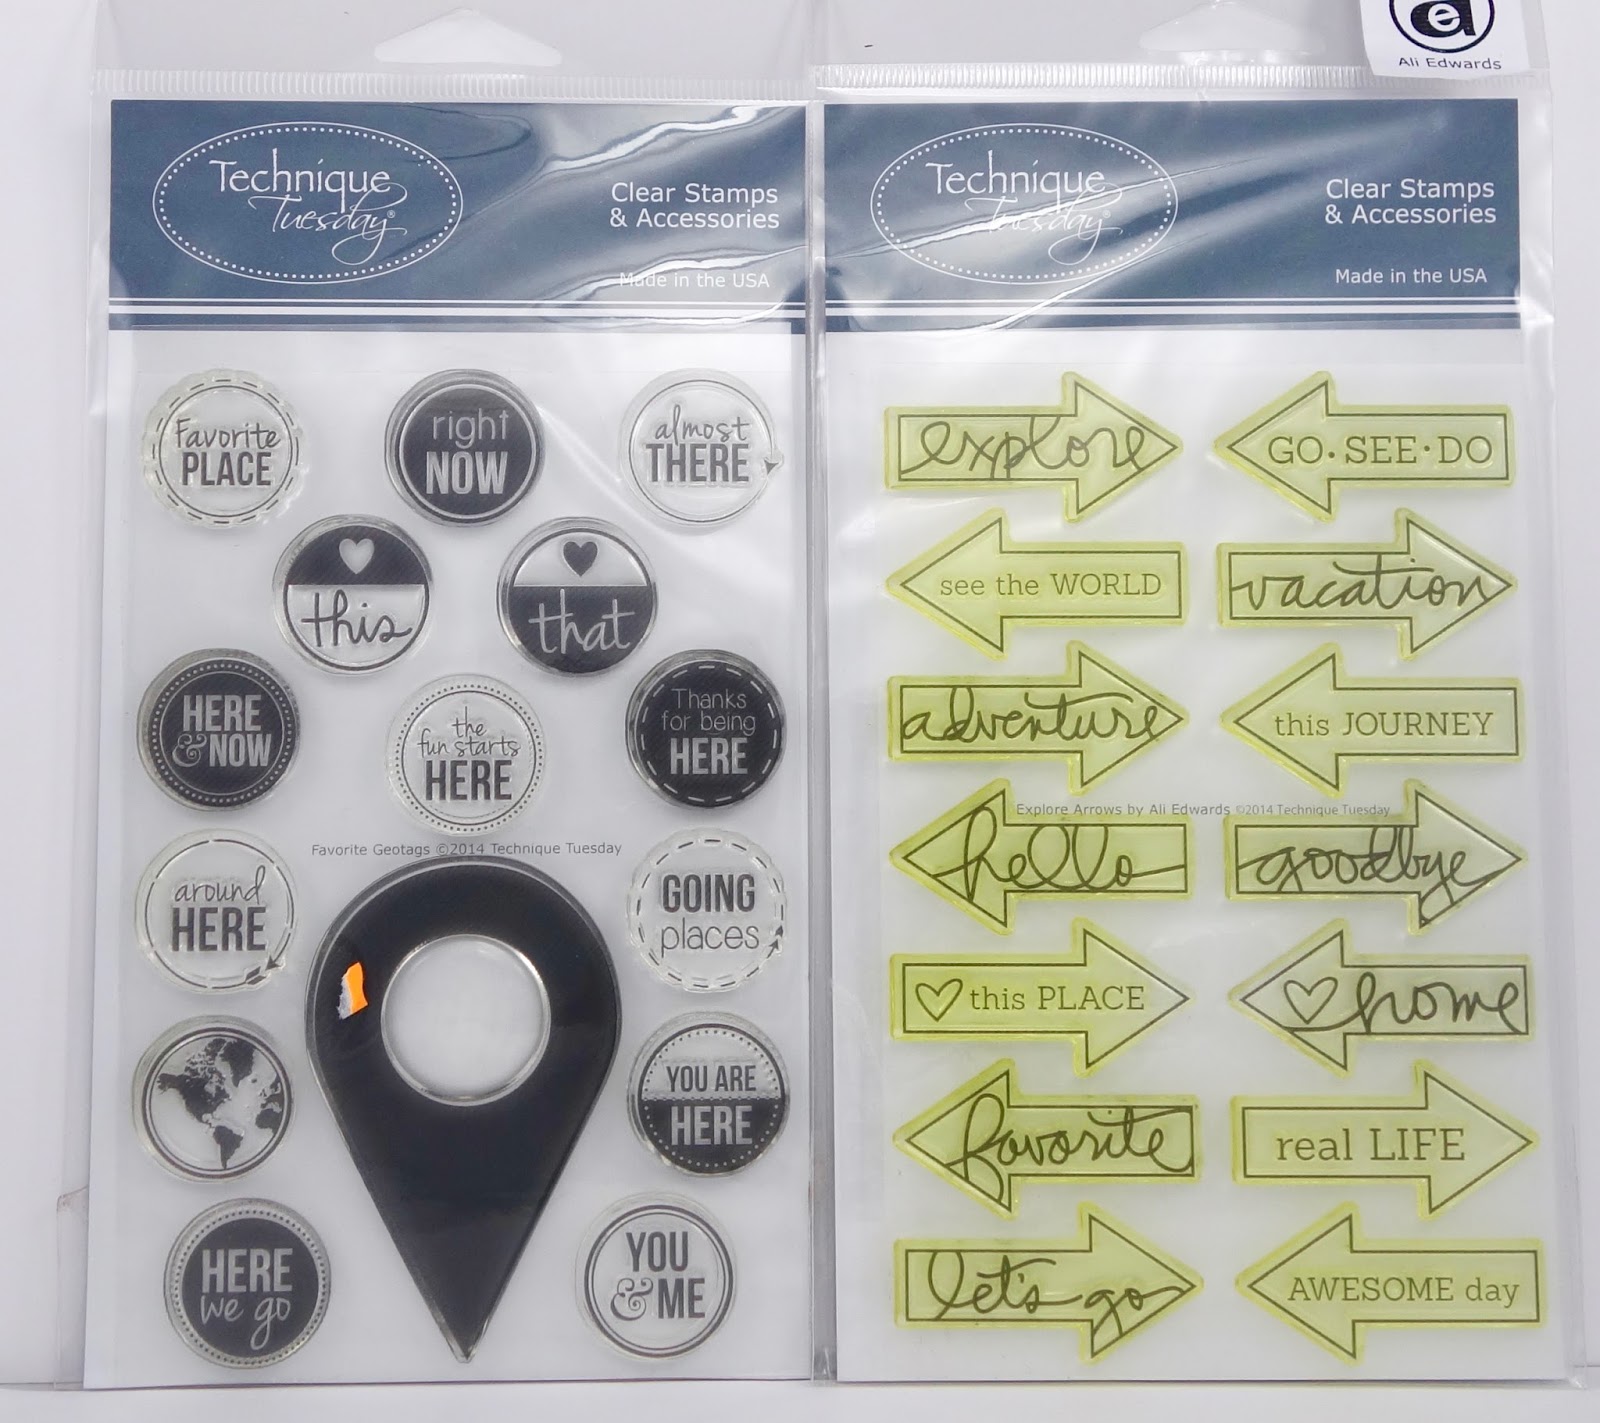 Technique
Tuesday®
Clear Stamps
& Accessories
Made in the USA
Favorite
PLACE
right
NOW
almost
THERE
this
that
HERE
& NOW
the
fun starts
HERE
Thanks
for being
HERE
Favorite Geotags ©2014 Technique Tuesday
around
HERE
GOING
places
YOU ARE
HERE
HERE
we go
YOU
& ME
e
Ali Edwards
Technique
Tuesday®
Clear Stamps
& Accessories
Made in the USA
explore
GO·SEE·DO
see the WORLD
vacation
adventure
this JOURNEY
Explore Arrows by Ali Edwards ©2014 Technique Tuesday
hello
goodbye
this PLACE
home
favorite
real LIFE
let's go
AWESOME day